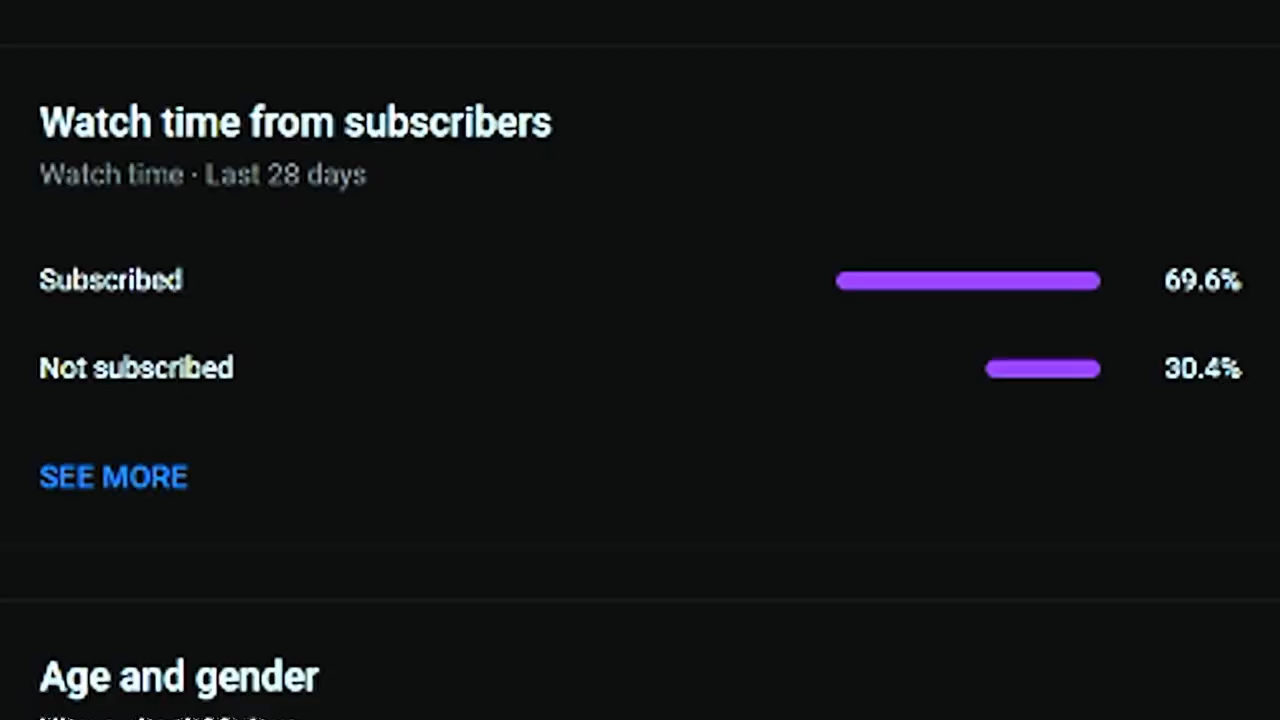 Watch time from subscribers
Watch time · Last 28 days
Subscribed 69.6%
Not subscribed 30.4%
SEE MORE
Age and gender